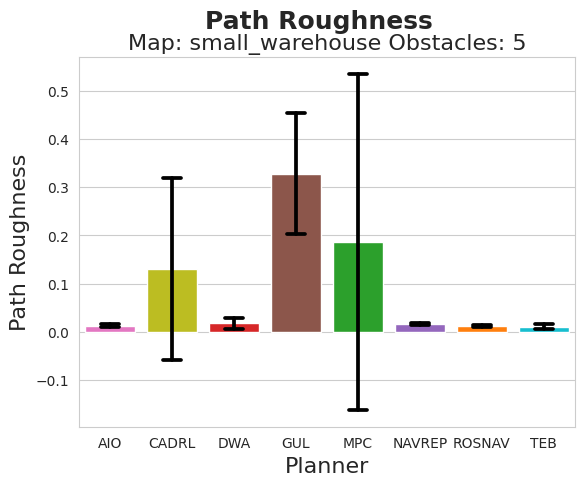 Path Roughness
Map: small_warehouse Obstacles: 5
Path Roughness
0.5
0.4
0.3
0.2
0.1
0.0
−0.1
AIO CADRL DWA GUL MPC NAVREP ROSNAV TEB
Planner